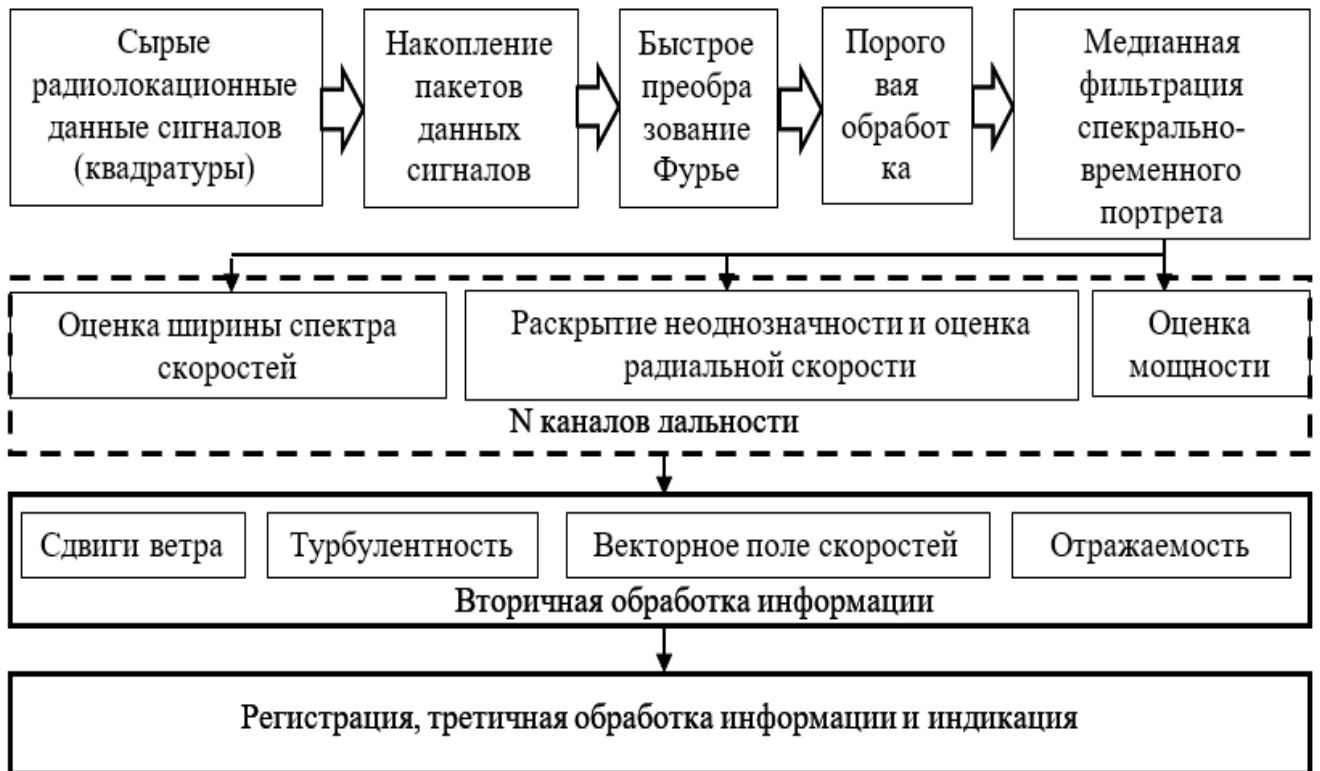 Сырые
радиолокационные
данные сигналов
(квадратуры)
Накопление
пакетов
данных
сигналов
Быстрое
преобра
зование
Фурье
Порого
вая
обработ
ка
Медианная
фильтрация
спекрально-
временного
портрета
Оценка ширины спектра
скоростей
Раскрытие неоднозначности и оценка
радиальной скорости
Оценка
мощности
N каналов дальности
Сдвиги ветра
Турбулентность
Векторное поле скоростей
Отражаемость
Вторичная обработка информации
Регистрация, третичная обработка информации и индикация